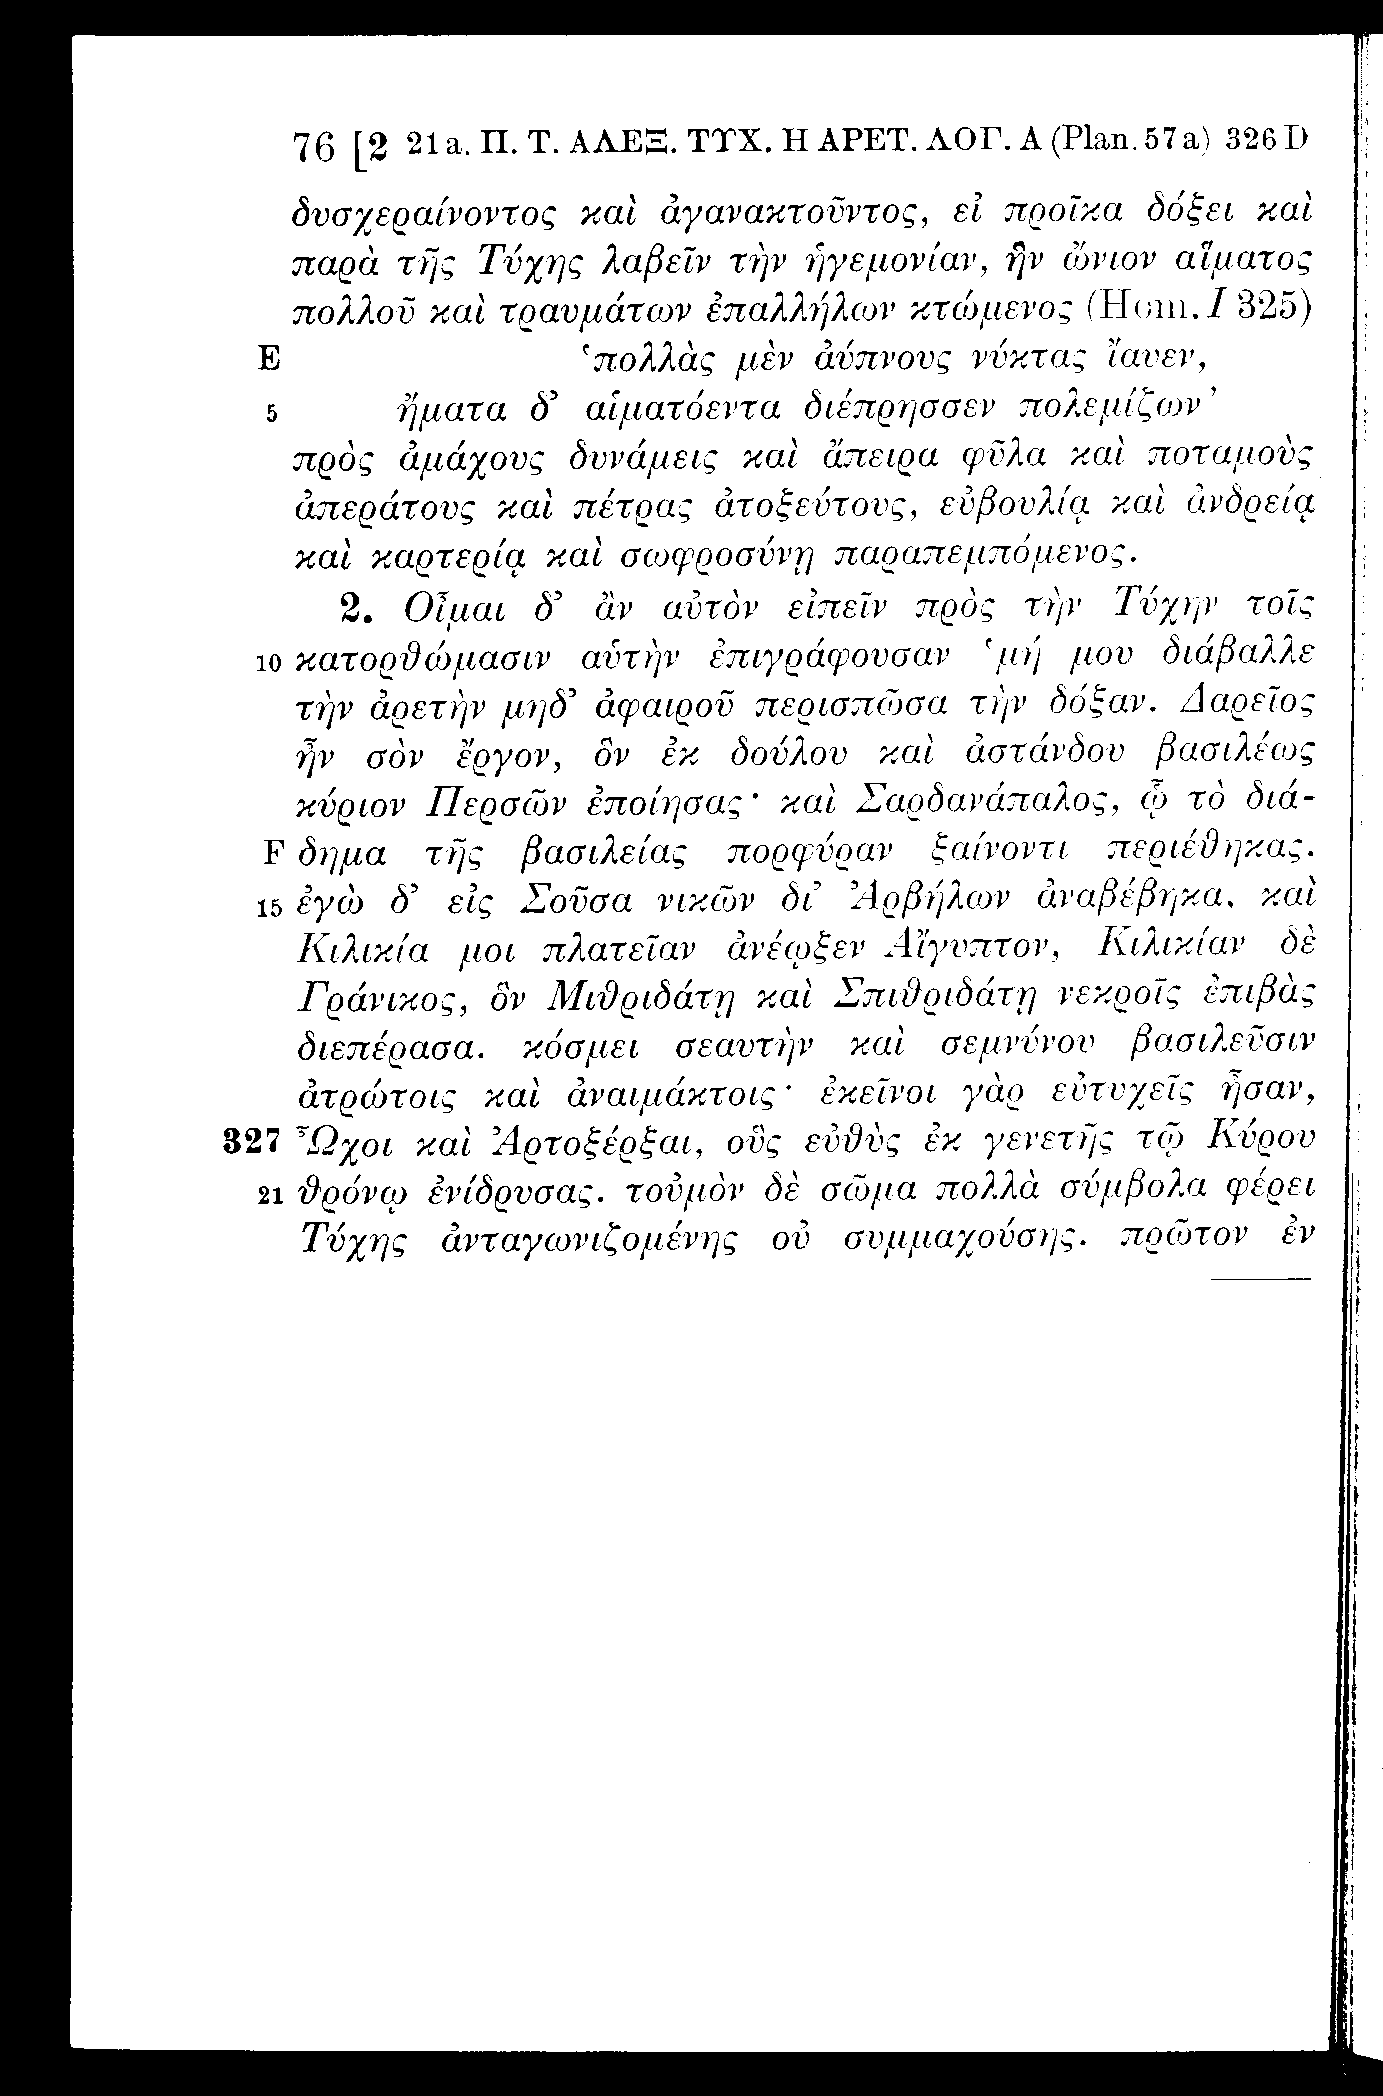 76 [2 21a. Π. Τ. ΑΛΕΞ. ΤΥΧ. Η ΑΡΕΤ. ΛΟΓ. Α (Plan. 57a) 326 D
δυσχεραίνοντος καὶ ἀγανακτοῦντος, εἰ προῖκα δόξει καὶ
παρὰ τῆς Τύχης λαβεῖν τὴν ἡγεμονίαν, ἣν ὤνιον αἵματος
πολλοῦ καὶ τραυμάτων ἐπαλλήλων κτώμενος (Hom. I 325)
E ‘πολλὰς μὲν ἀύπνους νύκτας ἴαυεν,
5 ἤματα δ’ αἱματόεντα διέπρησσεν πολεμίζων’
πρὸς ἀμάχους δυνάμεις καὶ ἄπειρα φῦλα καὶ ποταμοὺς
ἀπεράτους καὶ πέτρας ἀτοξεύτους, εὐβουλίᾳ καὶ ἀνδρείᾳ
καὶ καρτερίᾳ καὶ σωφροσύνῃ παραπεμπόμενος.
2. Οἶμαι δ’ ἂν αὐτὸν εἰπεῖν πρὸς τὴν Τύχην τοῖς
10 κατορθώμασιν αὑτὴν ἐπιγράφουσαν ‘μή μου διάβαλλε
τὴν ἀρετὴν μηδ’ ἀφαιροῦ περισπῶσα τὴν δόξαν. Δαρεῖος
ἦν σὸν ἔργον, ὃν ἐκ δούλου καὶ ἀστάνδου βασιλέως
κύριον Περσῶν ἐποίησας· καὶ Σαρδανάπαλος, ᾧ τὸ διά-
F δημα τῆς βασιλείας πορφύραν ξαίνοντι περιέθηκας.
15 ἐγὼ δ’ εἰς Σοῦσα νικῶν δι’ Ἀρβήλων ἀναβέβηκα, καὶ
Κιλικία μοι πλατεῖαν ἀνέῳξεν Αἴγυπτον, Κιλικίαν δὲ
Γράνικος, ὃν Μιθριδάτῃ καὶ Σπιθριδάτῃ νεκροῖς ἐπιβὰς
διεπέρασα. κόσμει σεαυτὴν καὶ σεμνύνου βασιλεῦσιν
ἀτρώτοις καὶ ἀναιμάκτοις· ἐκεῖνοι γὰρ εὐτυχεῖς ἦσαν,
327 Ὦχοι καὶ Ἀρτοξέρξαι, οὓς εὐθὺς ἐκ γενετῆς τῷ Κύρου
21 θρόνῳ ἐνίδρυσας. τοὐμὸν δὲ σῶμα πολλὰ σύμβολα φέρει
Τύχης ἀνταγωνιζομένης οὐ συμμαχούσης. πρῶτον ἐν